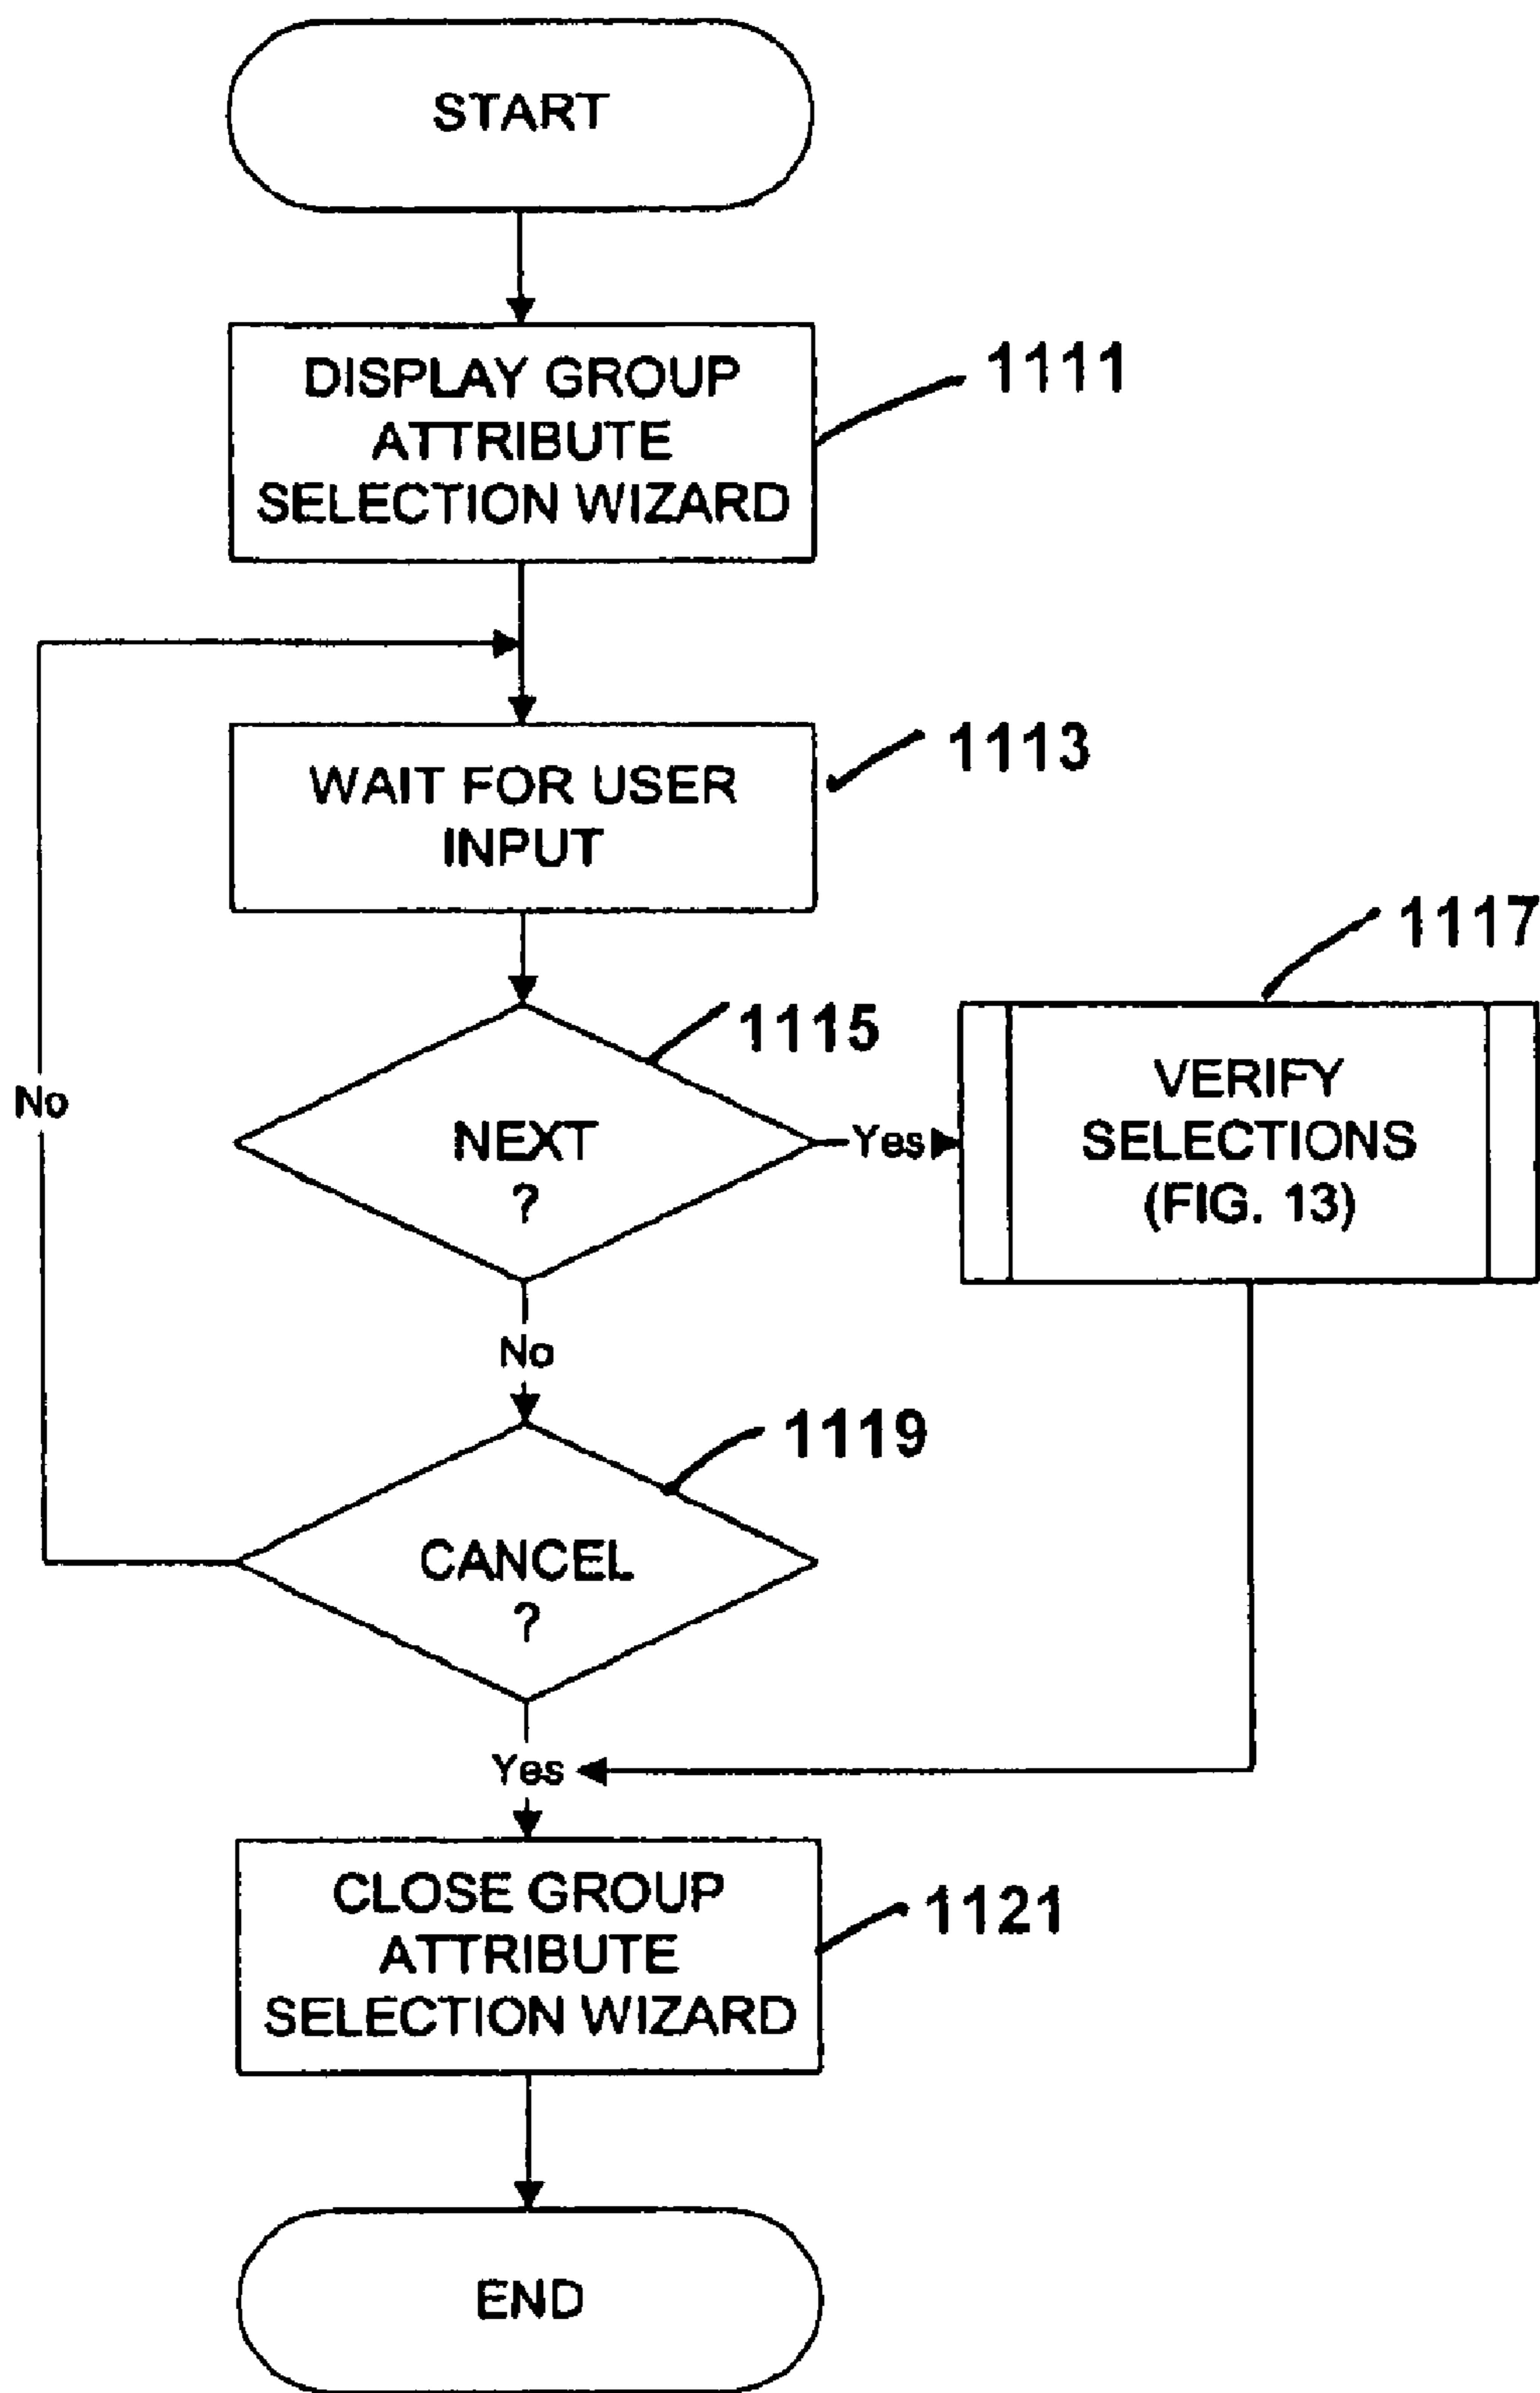 START
DISPLAY GROUP
ATTRIBUTE
SELECTION WIZARD
1111
WAIT FOR USER
INPUT
1113
NEXT
?
1115
Yes
VERIFY
SELECTIONS
(FIG. 13)
1117
No
No
CANCEL
?
1119
Yes
CLOSE GROUP
ATTRIBUTE
SELECTION WIZARD
1121
END